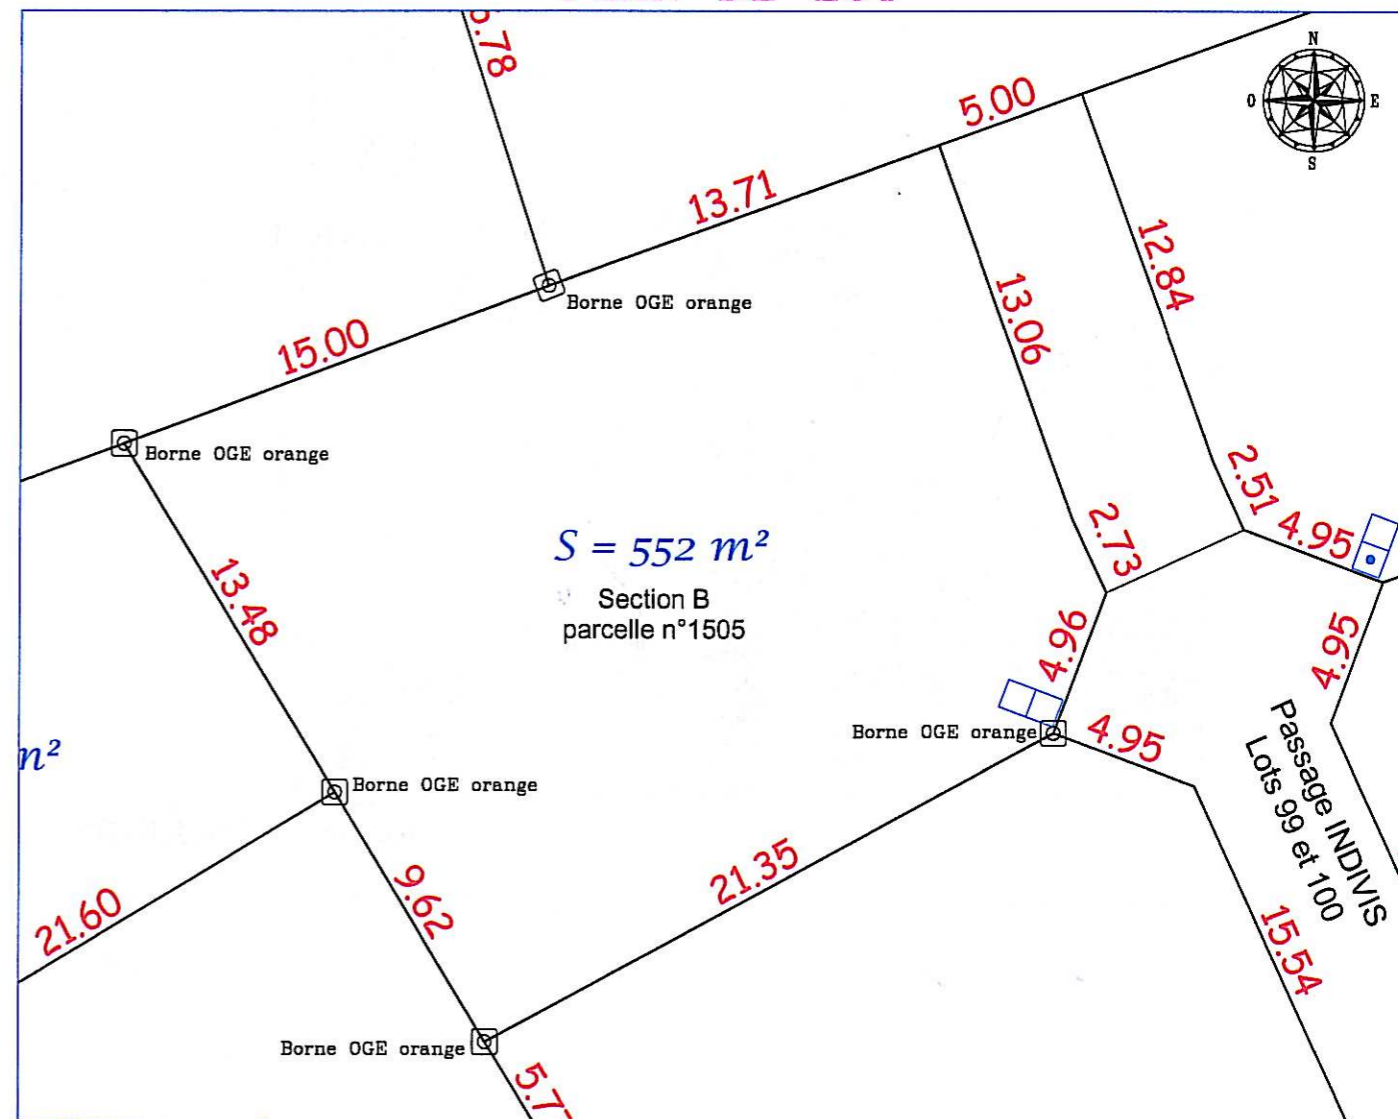 N
O
E
S
5.00
13.71
12.84
Borne OGE orange
13.06
15.00
Borne OGE orange
2.51
4.95
2.73
S = 552 m²
Section B
parcelle n°1505
13.48
4.96
4.95
Borne OGE orange
4.95
Passage INDIVIS
Lots 99 et 100
m²
Borne OGE orange
21.35
9.62
21.60
15.54
Borne OGE orange